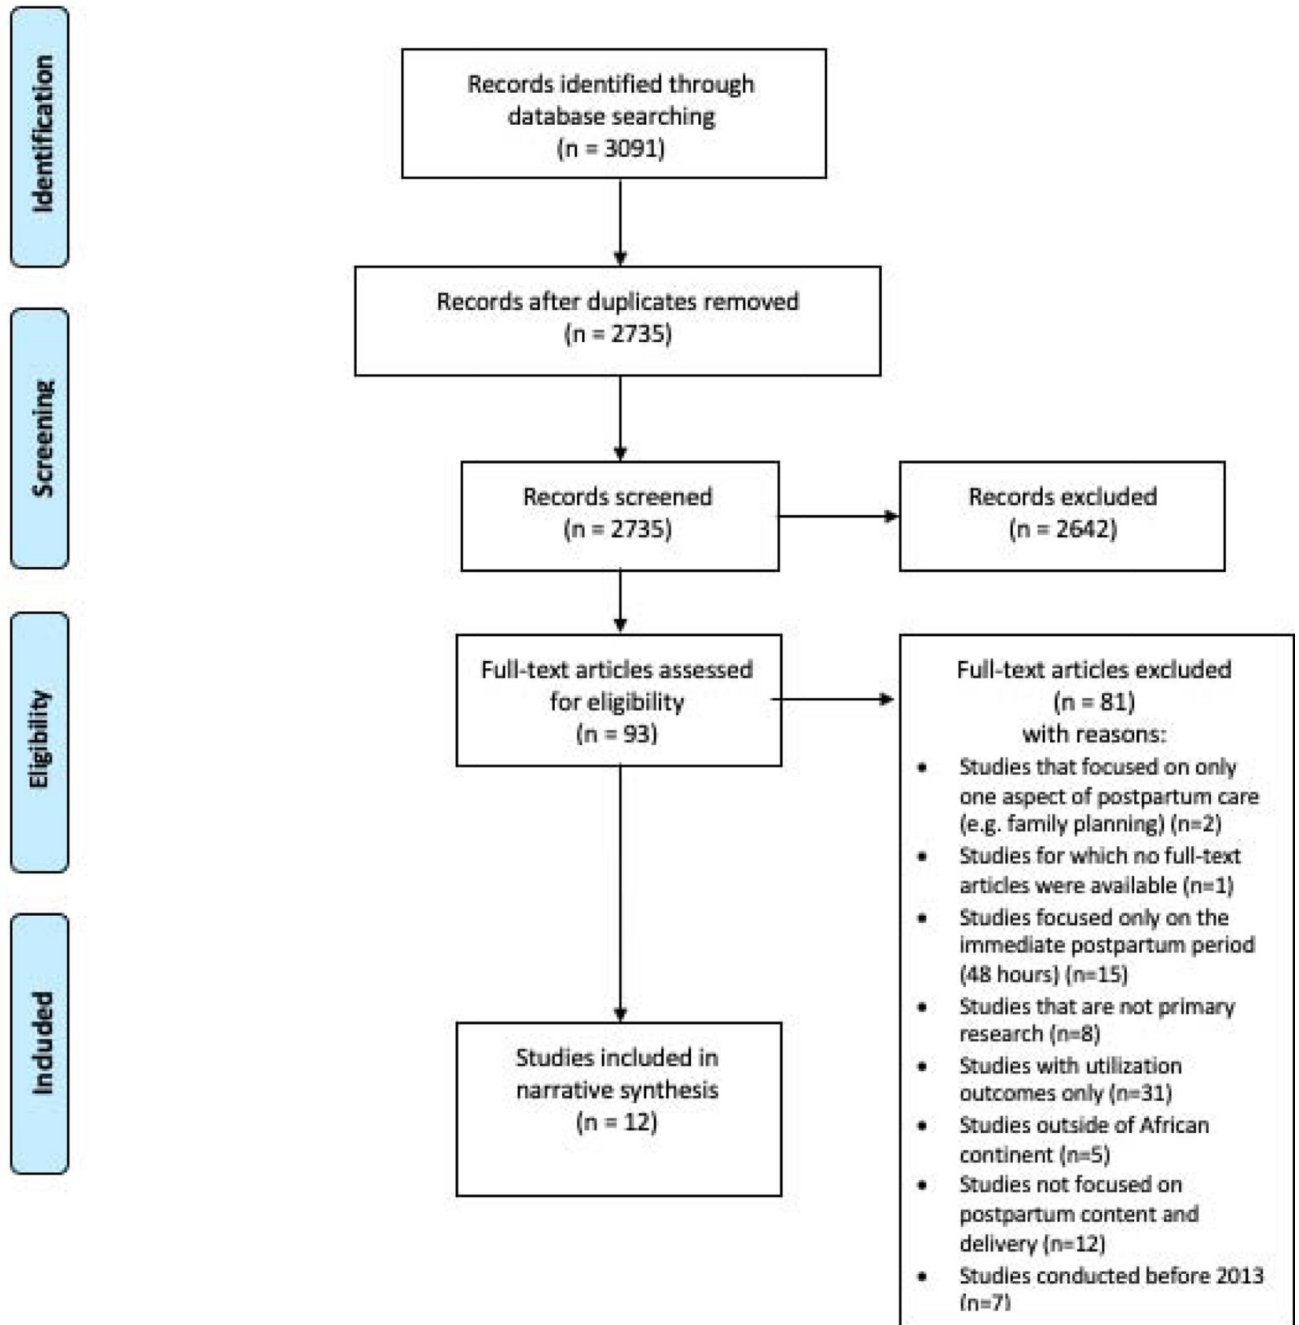 Identification
Records identified through
database searching
(n = 3091)
Records after duplicates removed
(n = 2735)
Screening
Records screened
(n = 2735)
Records excluded
(n = 2642)
Eligibility
Full-text articles assessed
for eligibility
(n = 93)
Full-text articles excluded
(n = 81)
with reasons:
• Studies that focused on only
one aspect of postpartum care
(e.g. family planning) (n=2)
• Studies for which no full-text
articles were available (n=1)
• Studies focused only on the
immediate postpartum period
(48 hours) (n=15)
• Studies that are not primary
research (n=8)
• Studies with utilization
outcomes only (n=31)
• Studies outside of African
continent (n=5)
• Studies not focused on
postpartum content and
delivery (n=12)
• Studies conducted before 2013
(n=7)
Included
Studies included in
narrative synthesis
(n = 12)